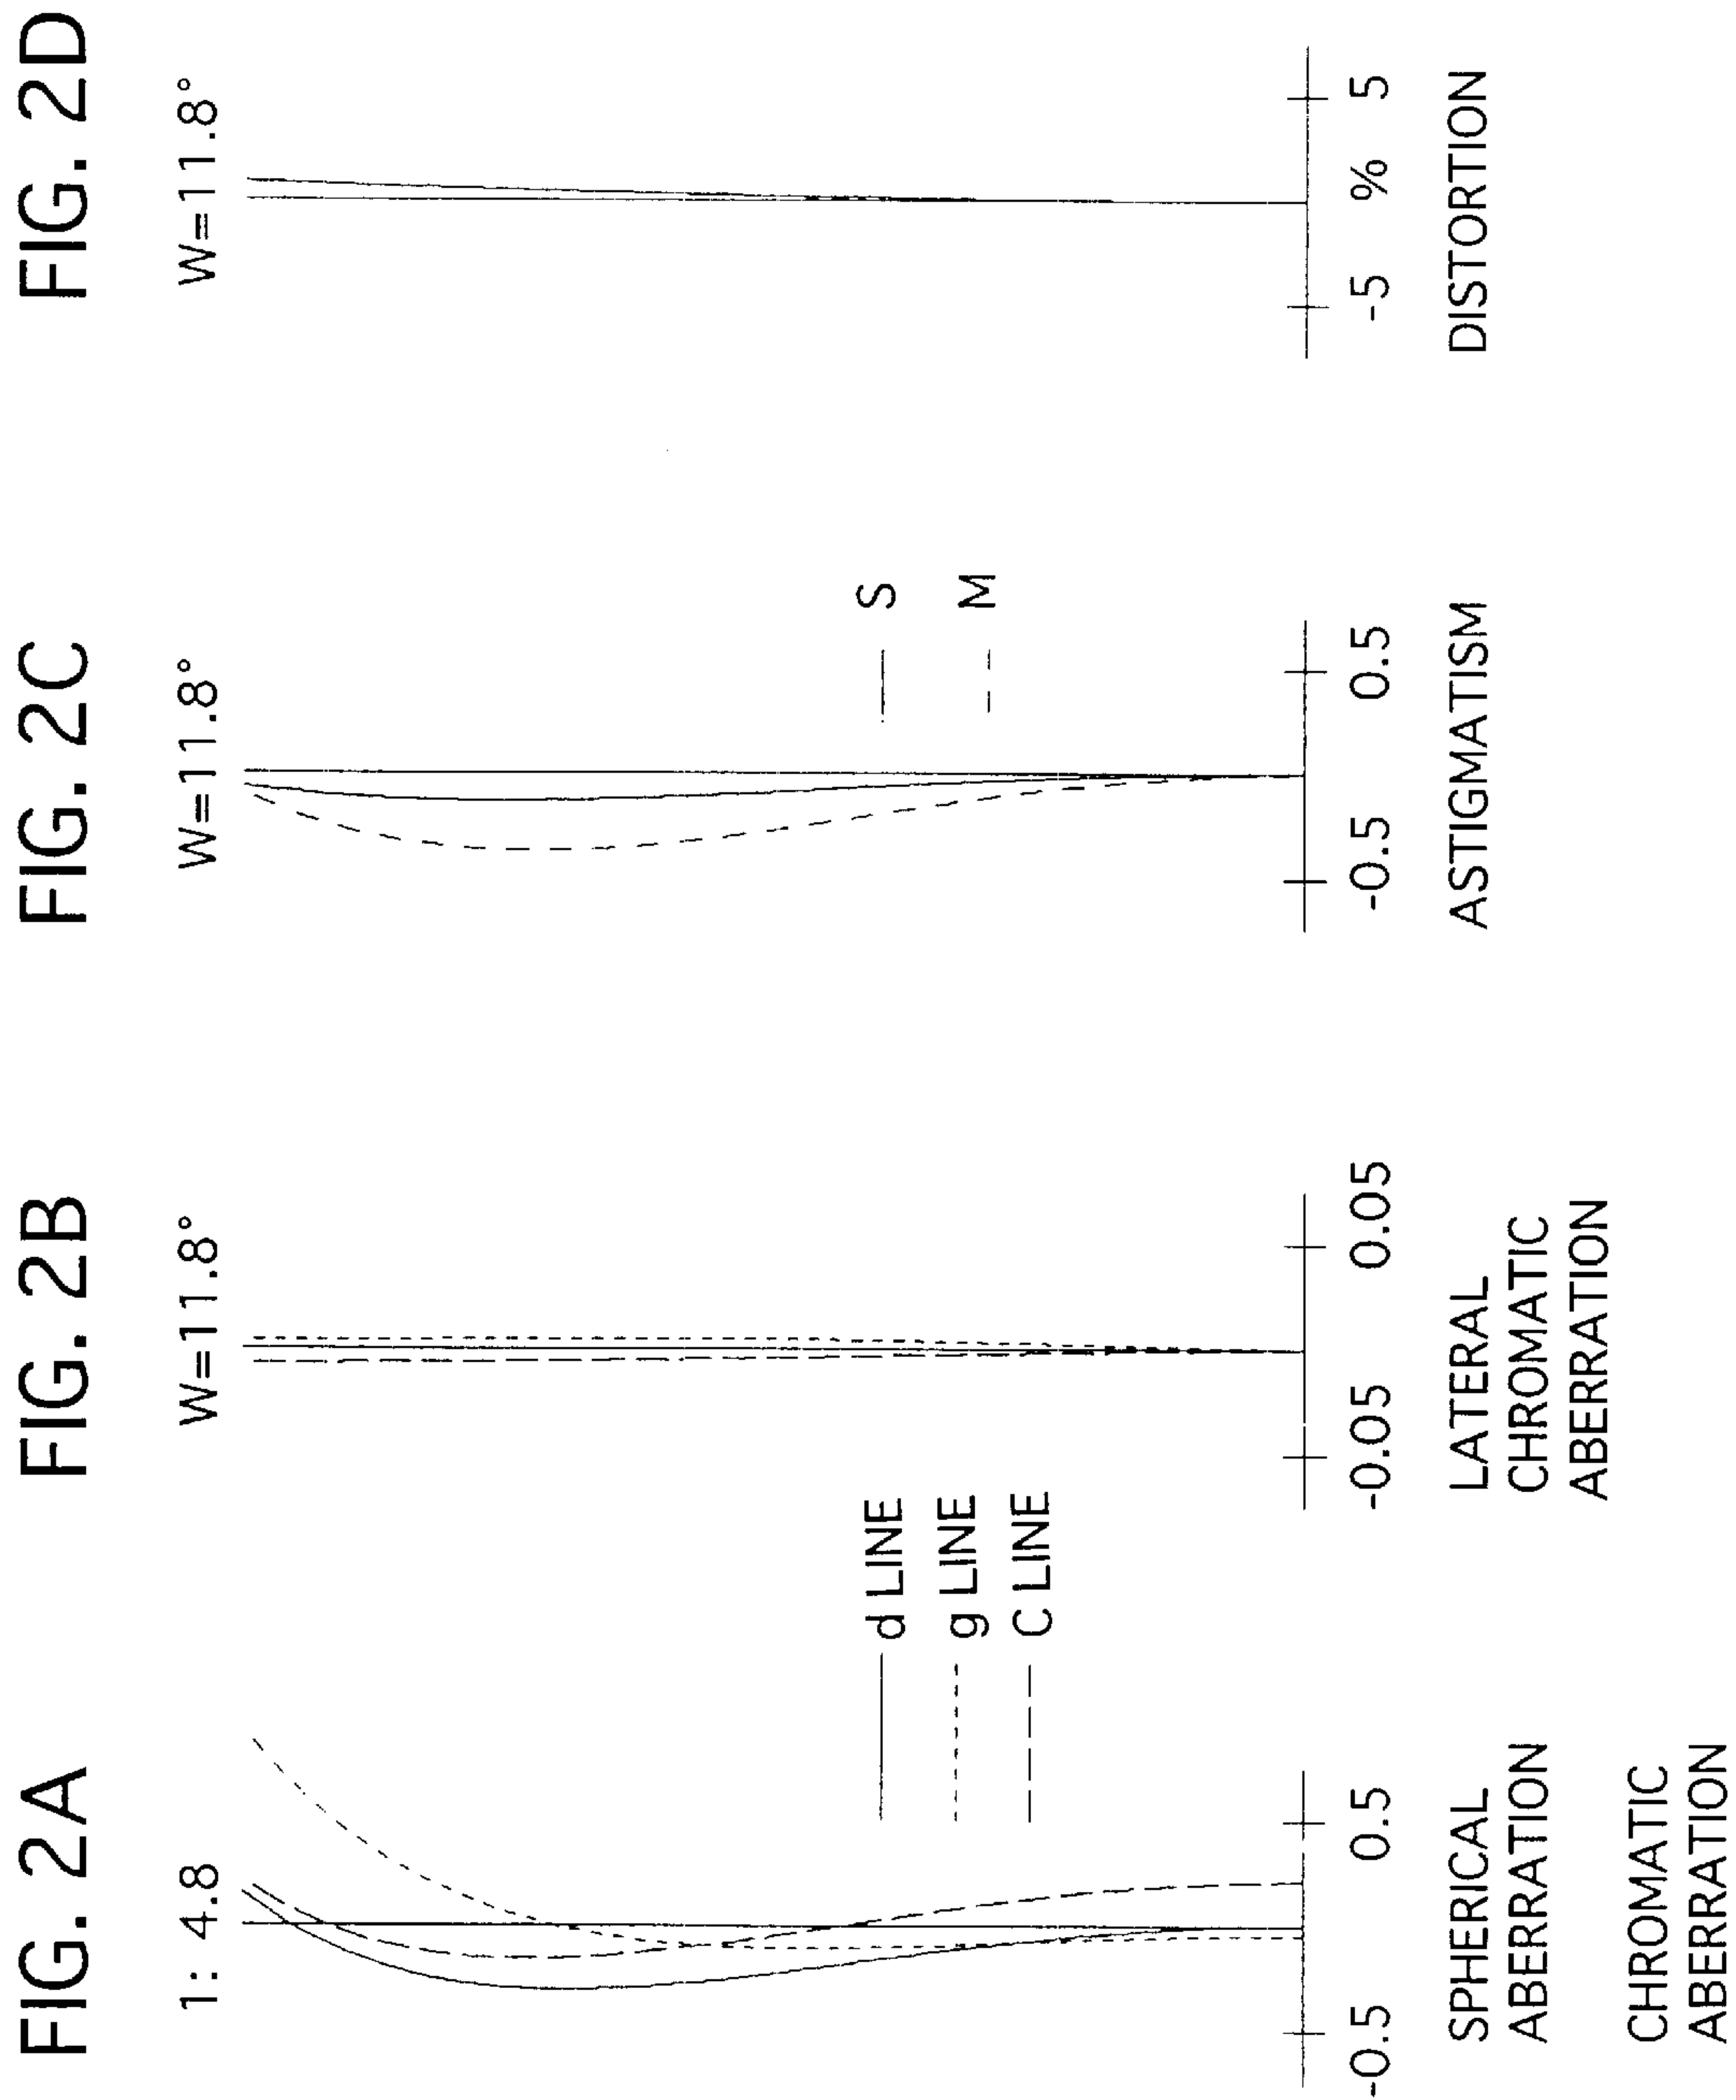 FIG. 2A
1: 4.8
d LINE
g LINE
C LINE
-0.5 0.5
SPHERICAL
ABERRATION
CHROMATIC
ABERRATION
FIG. 2B
W=11.8°
-0.05 0.05
LATERAL
CHROMATIC
ABERRATION
FIG. 2C
W=11.8°
S
M
-0.5 0.5
ASTIGMATISM
FIG. 2D
W=11.8°
-5 % 5
DISTORTION